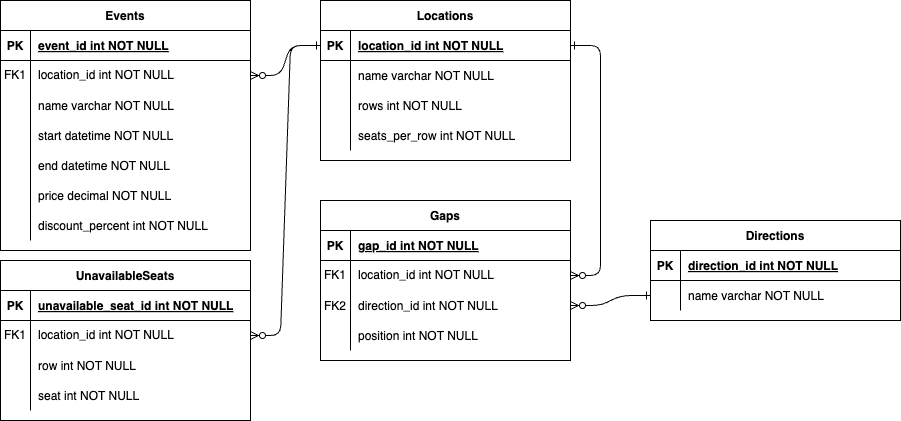 Events
PK event_id int NOT NULL
FK1 location_id int NOT NULL
name varchar NOT NULL
start datetime NOT NULL
end datetime NOT NULL
price decimal NOT NULL
discount_percent int NOT NULL
Locations
PK location_id int NOT NULL
name varchar NOT NULL
rows int NOT NULL
seats_per_row int NOT NULL
UnavailableSeats
PK unavailable_seat_id int NOT NULL
FK1 location_id int NOT NULL
row int NOT NULL
seat int NOT NULL
Gaps
PK gap_id int NOT NULL
FK1 location_id int NOT NULL
FK2 direction_id int NOT NULL
position int NOT NULL
Directions
PK direction_id int NOT NULL
name varchar NOT NULL